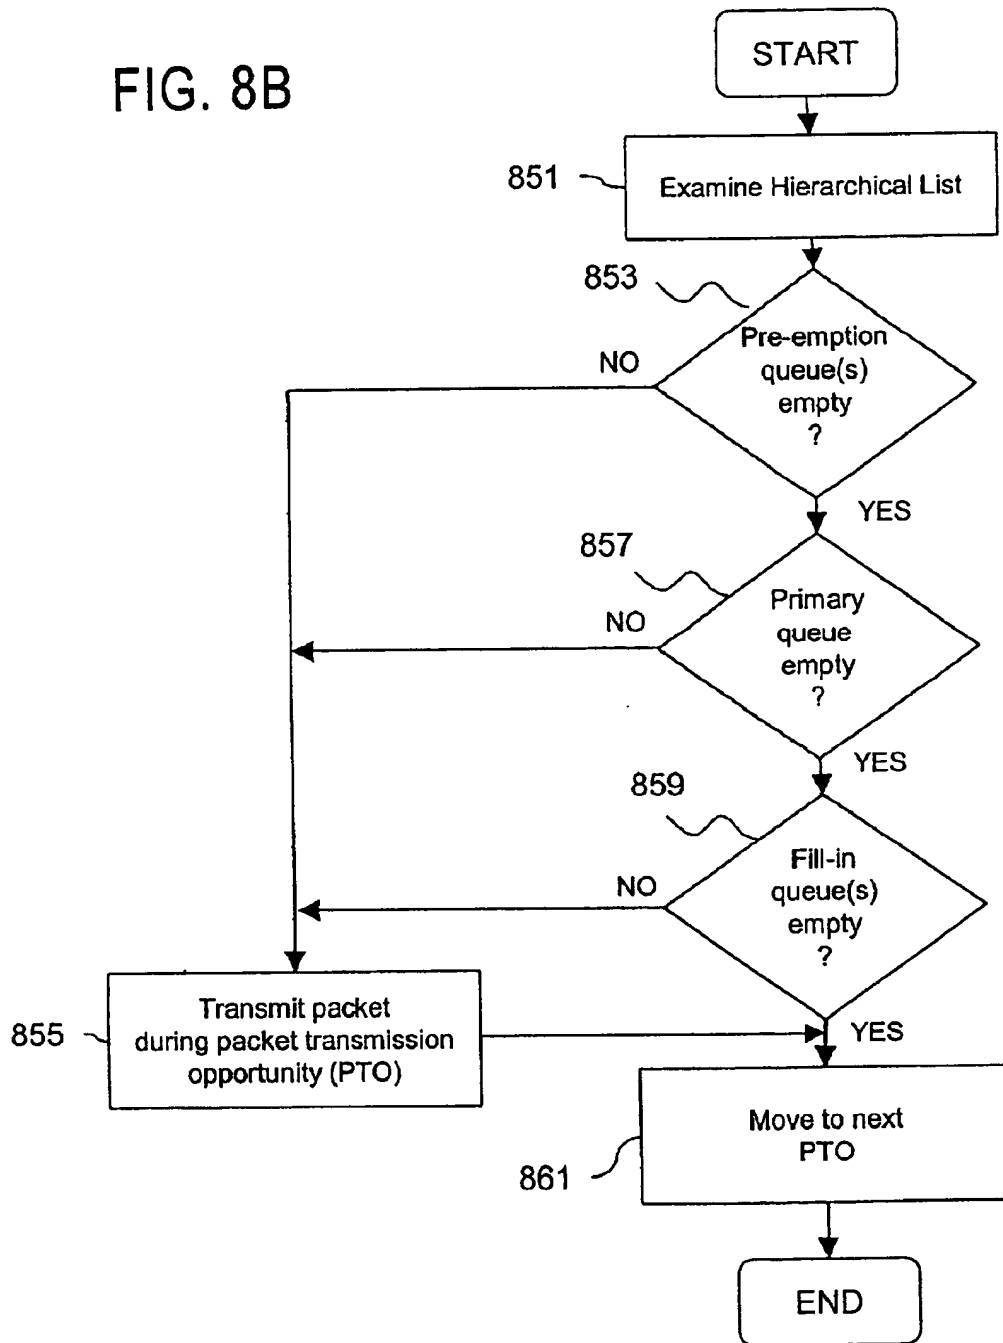 FIG. 8B
START
851
Examine Hierarchical List
853
Pre-emption
queue(s)
empty
?
NO
YES
857
Primary
queue
empty
?
NO
YES
859
Fill-in
queue(s)
empty
?
NO
YES
855
Transmit packet
during packet transmission
opportunity (PTO)
Move to next
PTO
861
END